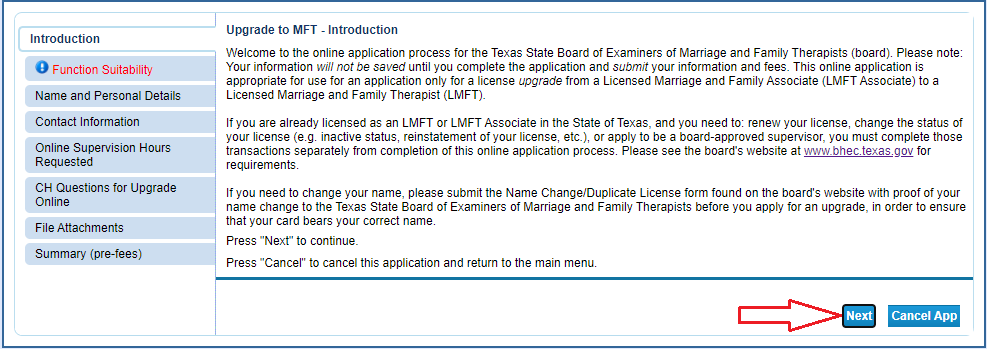 Introduction
Function Suitability
Name and Personal Details
Contact Information
Online Supervision Hours
Requested
CH Questions for Upgrade
Online
File Attachments
Summary (pre-fees)
Upgrade to MFT - Introduction
Welcome to the online application process for the Texas State Board of Examiners of Marriage and Family Therapists (board). Please note:
Your information will not be saved until you complete the application and submit your information and fees. This online application is
appropriate for use for an application only for a license upgrade from a Licensed Marriage and Family Associate (LMFT Associate) to a
Licensed Marriage and Family Therapist (LMFT).
If you are already licensed as an LMFT or LMFT Associate in the State of Texas, and you need to: renew your license, change the status of
your license (e.g. inactive status, reinstatement of your license, etc.), or apply to be a board-approved supervisor, you must complete those
transactions separately from completion of this online application process. Please see the board's website at www.bhec.texas.gov for
requirements.
If you need to change your name, please submit the Name Change/Duplicate License form found on the board's website with proof of your
name change to the Texas State Board of Examiners of Marriage and Family Therapists before you apply for an upgrade, in order to ensure
that your card bears your correct name.
Press "Next" to continue.
Press "Cancel" to cancel this application and return to the main menu.
Next
Cancel App